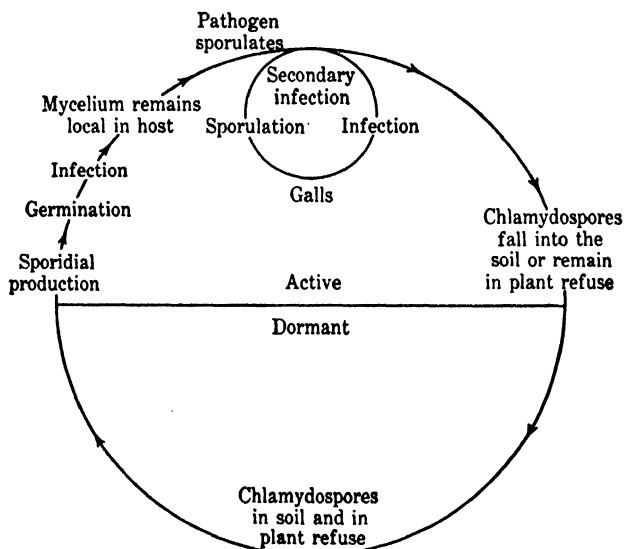 Pathogen
sporulates
Secondary
infection
Mycelium remains
local in host
Sporulation
Infection
Infection
Galls
Germination
Chlamydospores
fall into the
soil or remain
in plant refuse
Sporidial
production
Active
Dormant
Chlamydospores
in soil and in
plant refuse